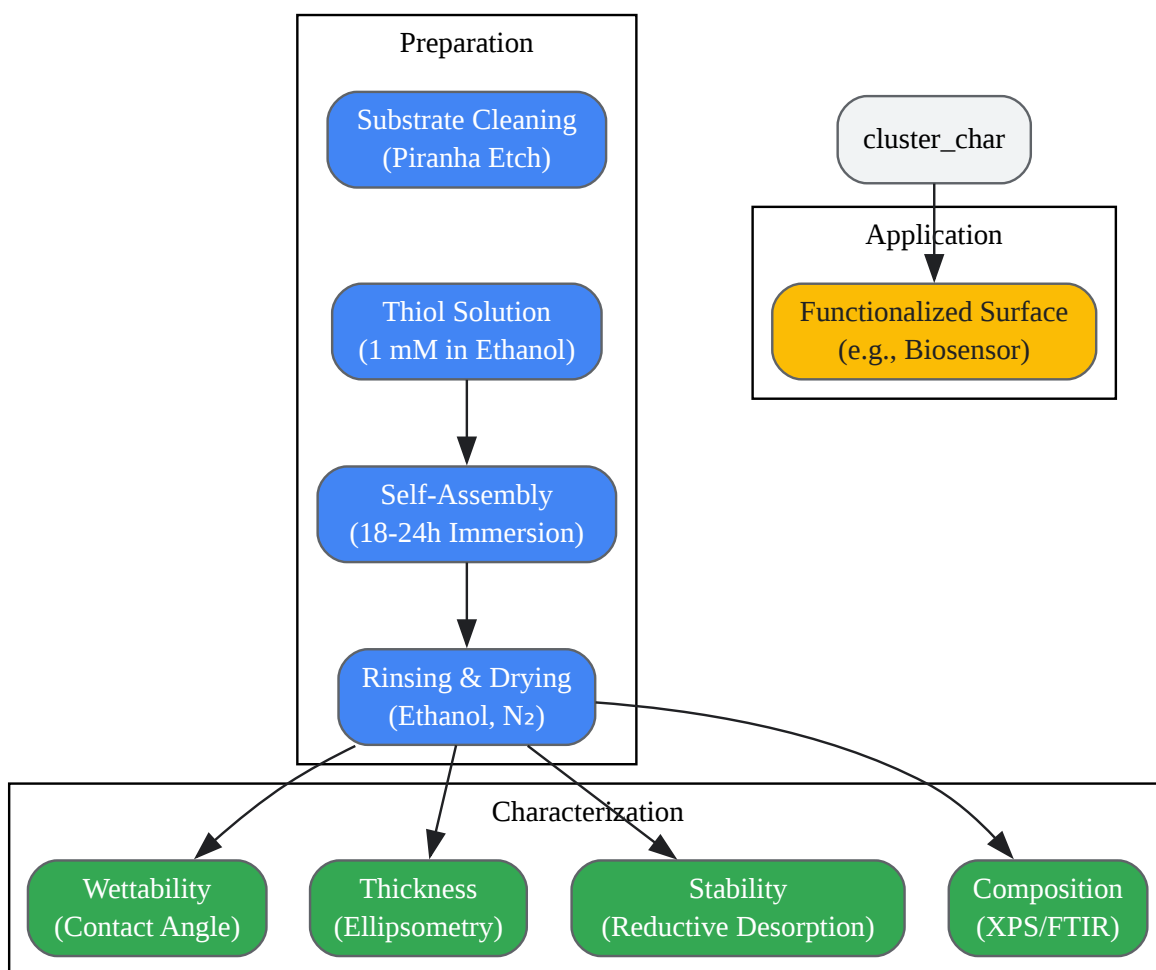 Preparation
Substrate Cleaning
(Piranha Etch)
Thiol Solution
(1 mM in Ethanol)
Self-Assembly
(18-24h Immersion)
Rinsing & Drying
(Ethanol, N₂)
cluster_char
Application
Functionalized Surface
(e.g., Biosensor)
Characterization
Wettability
(Contact Angle)
Thickness
(Ellipsometry)
Stability
(Reductive Desorption)
Composition
(XPS/FTIR)